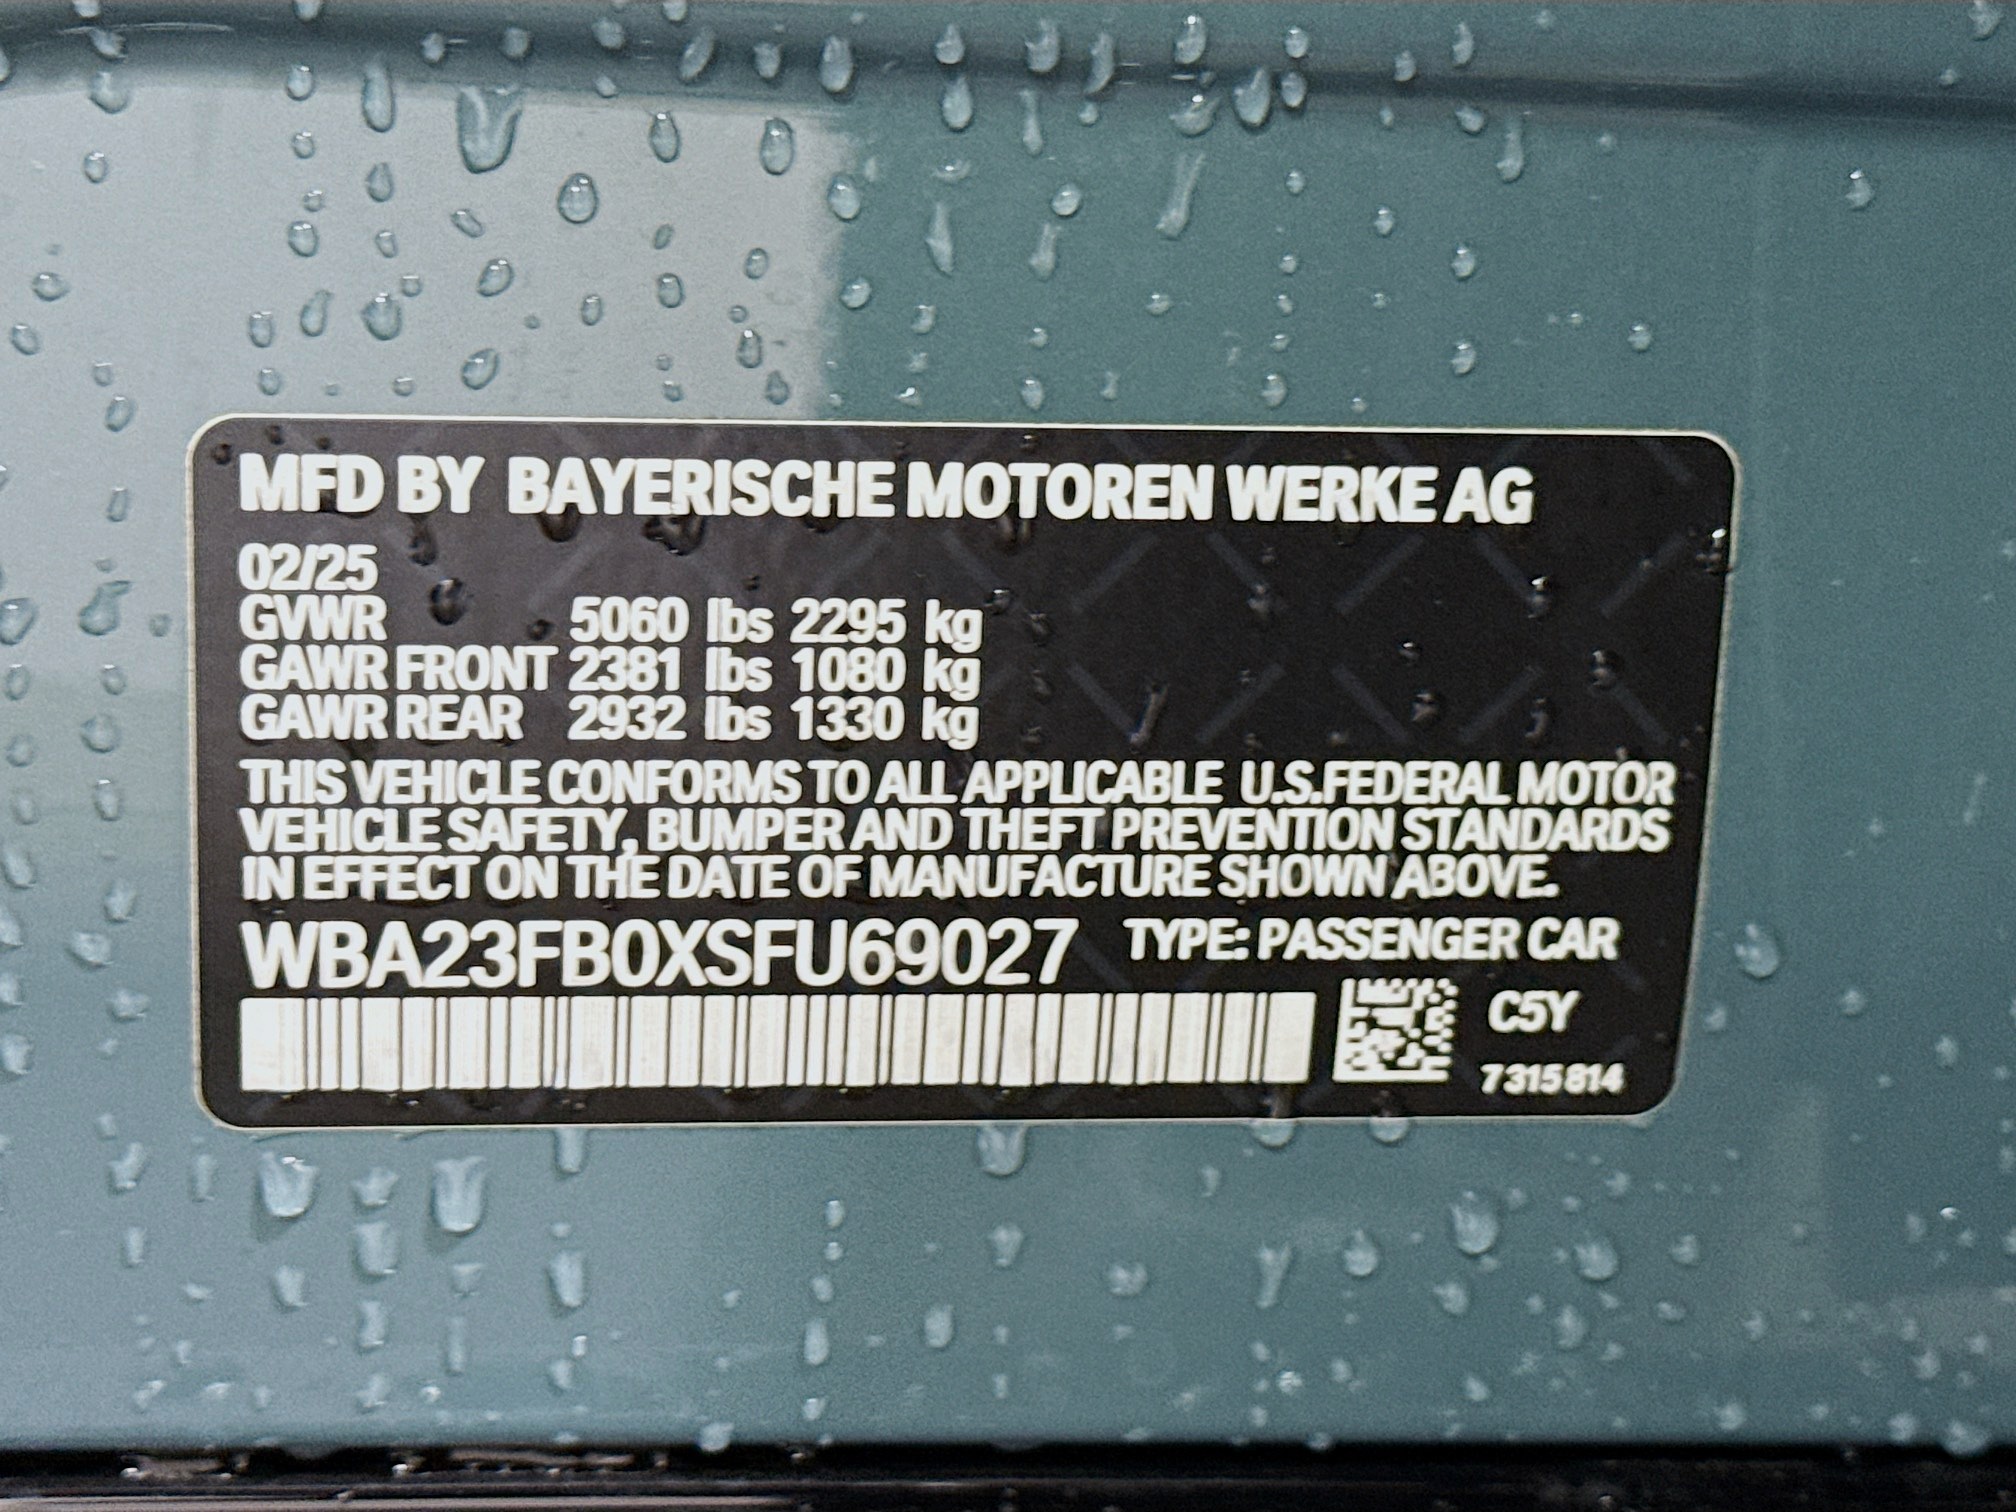 MFD BY BAYERISCHE MOTOREN WERKE AG
02/25
GVWR 5060 lbs 2295 kg
GAWR FRONT 2381 lbs 1080 kg
GAWR REAR 2932 lbs 1330 kg
THIS VEHICLE CONFORMS TO ALL APPLICABLE U.S.FEDERAL MOTOR
VEHICLE SAFETY, BUMPER AND THEFT PREVENTION STANDARDS
IN EFFECT ON THE DATE OF MANUFACTURE SHOWN ABOVE.
WBA23FB0XSFU69027 TYPE: PASSENGER CAR
C5Y
7315814